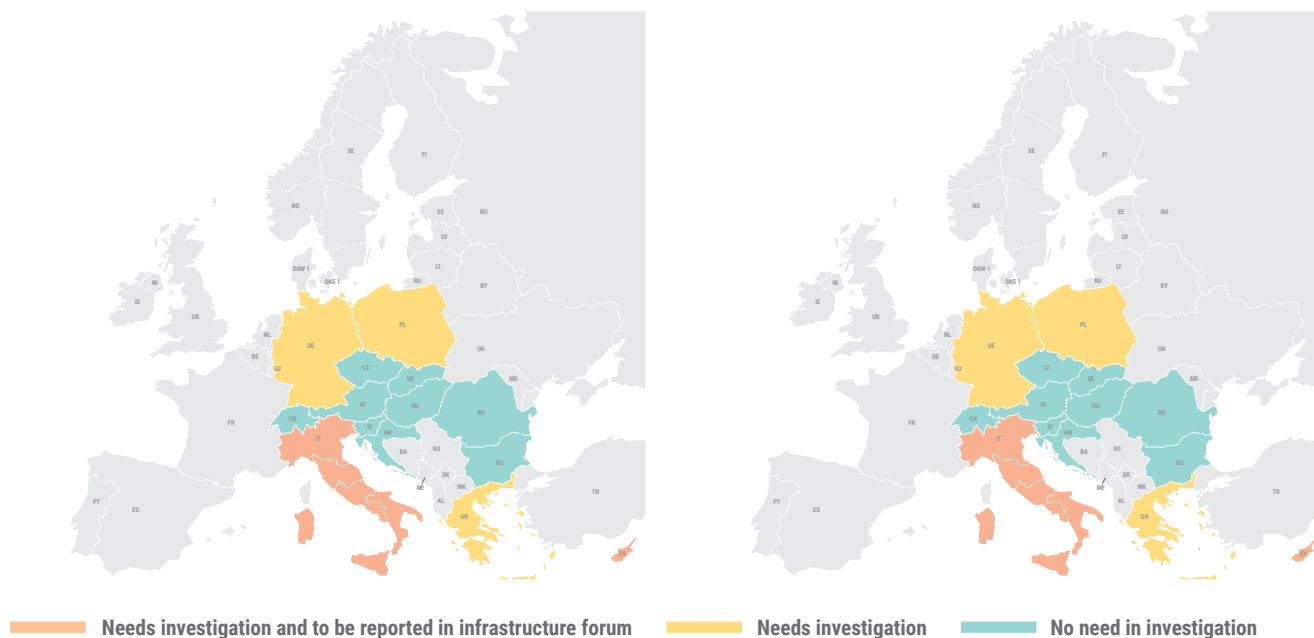 SE
FI
NO
EE
RU
LV
DKW 1
LT
DKE 1
RU
BY
NI
IE
UK
NL
PL
BE
DE
UA
LU
CZ
SK
MD
AT
HU
CH
RO
FR
SI
HR
IT
BA
RS
BG
XK
ME
MK
PT
AL
TR
ES
GR
CY
SE
FI
NO
EE
RU
LV
DKW 1
LT
DKE 1
RU
BY
NI
IE
UK
NL
PL
BE
DE
UA
LU
CZ
SK
MD
AT
HU
CH
RO
FR
SI
HR
IT
BA
RS
BG
XK
ME
MK
PT
AL
TR
ES
GR
CY
Needs investigation and to be reported in infrastructure forum
Needs investigation
No need in investigation